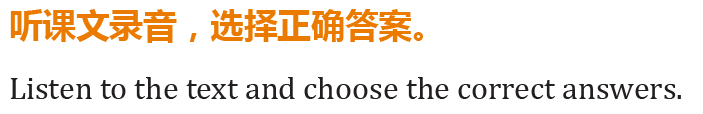 听课文录音，选择正确答案。
Listen to the text and choose the correct answers.